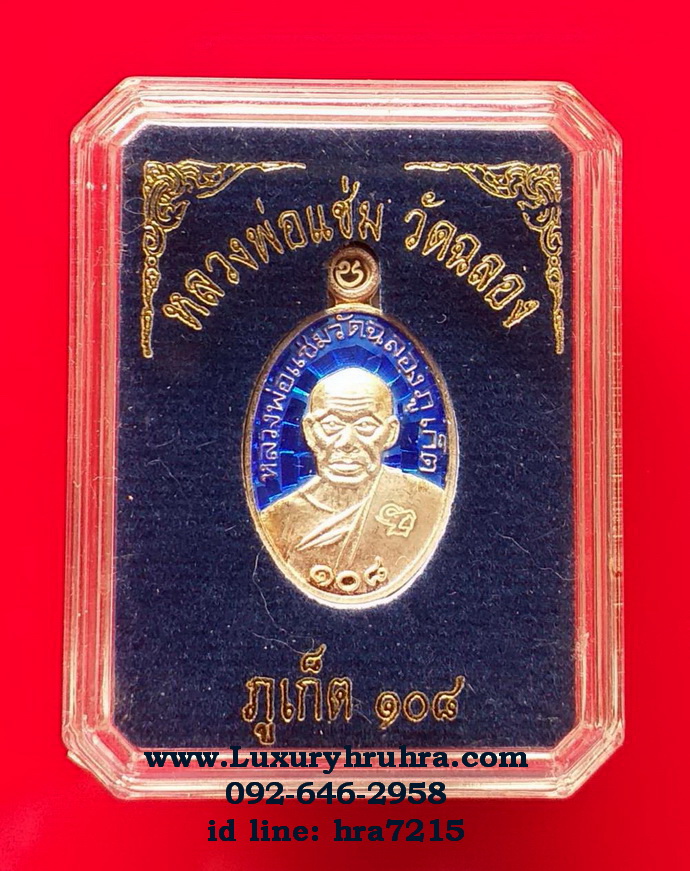 หลวงพ่อแช่ม วัดฉลอง
หลวงพ่อแช่มวัดฉลองภูเก็ต
๑๐๘
ภูเก็ต ๑๐๘
www.Luxuryhruhra.com
092-646-2958
id line: hra7215